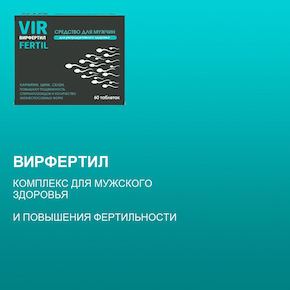 VIR
ВИРФЕРТИЛ
FERTIL
СРЕДСТВО ДЛЯ МУЖЧИН
60 таблеток
ВИРФЕРТИЛ
КОМПЛЕКС ДЛЯ МУЖСКОГО
ЗДОРОВЬЯ
И ПОВЫШЕНИЯ ФЕРТИЛЬНОСТИ